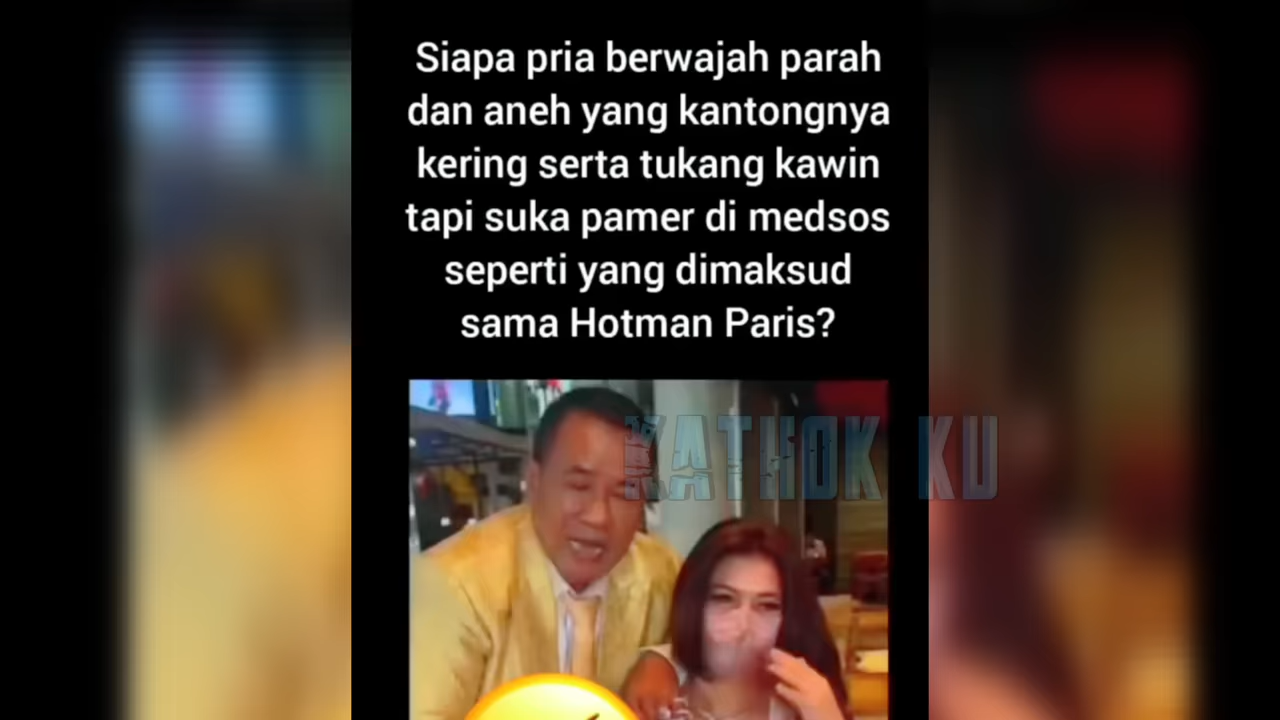 Siapa pria berwajah parah
dan aneh yang kantongnya
kering serta tukang kawin
tapi suka pamer di medsos
seperti yang dimaksud
sama Hotman Paris?
KATHOK KU